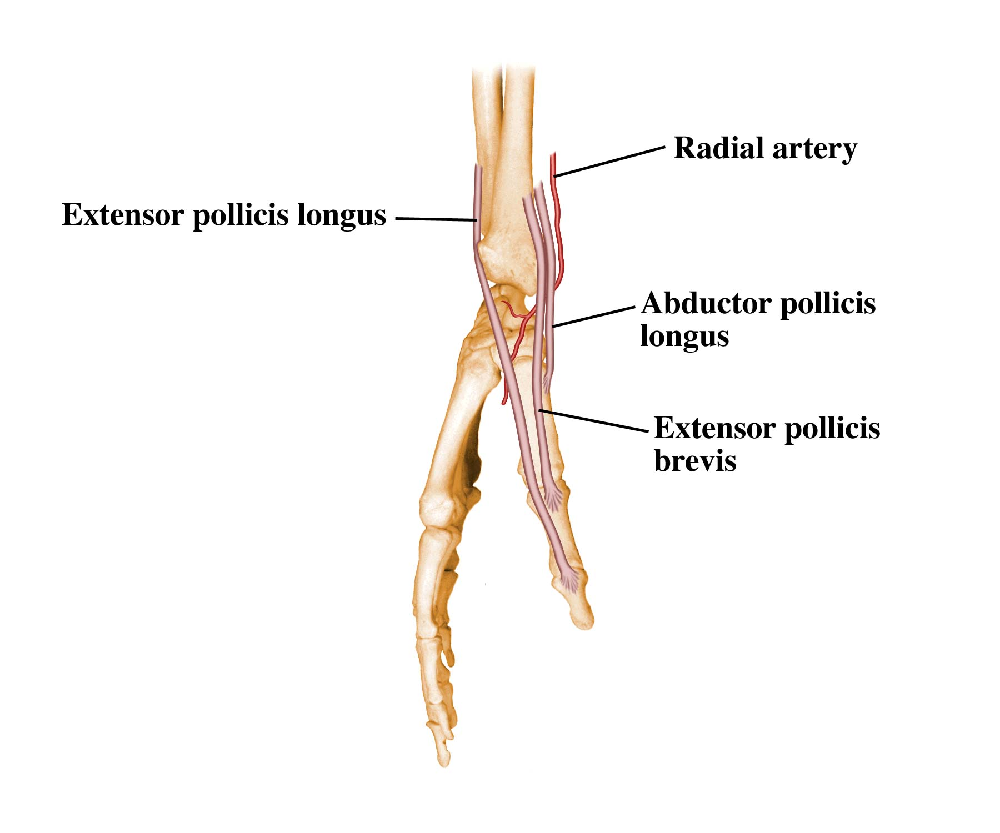 Radial artery
Extensor pollicis longus
Abductor pollicis
longus
Extensor pollicis
brevis